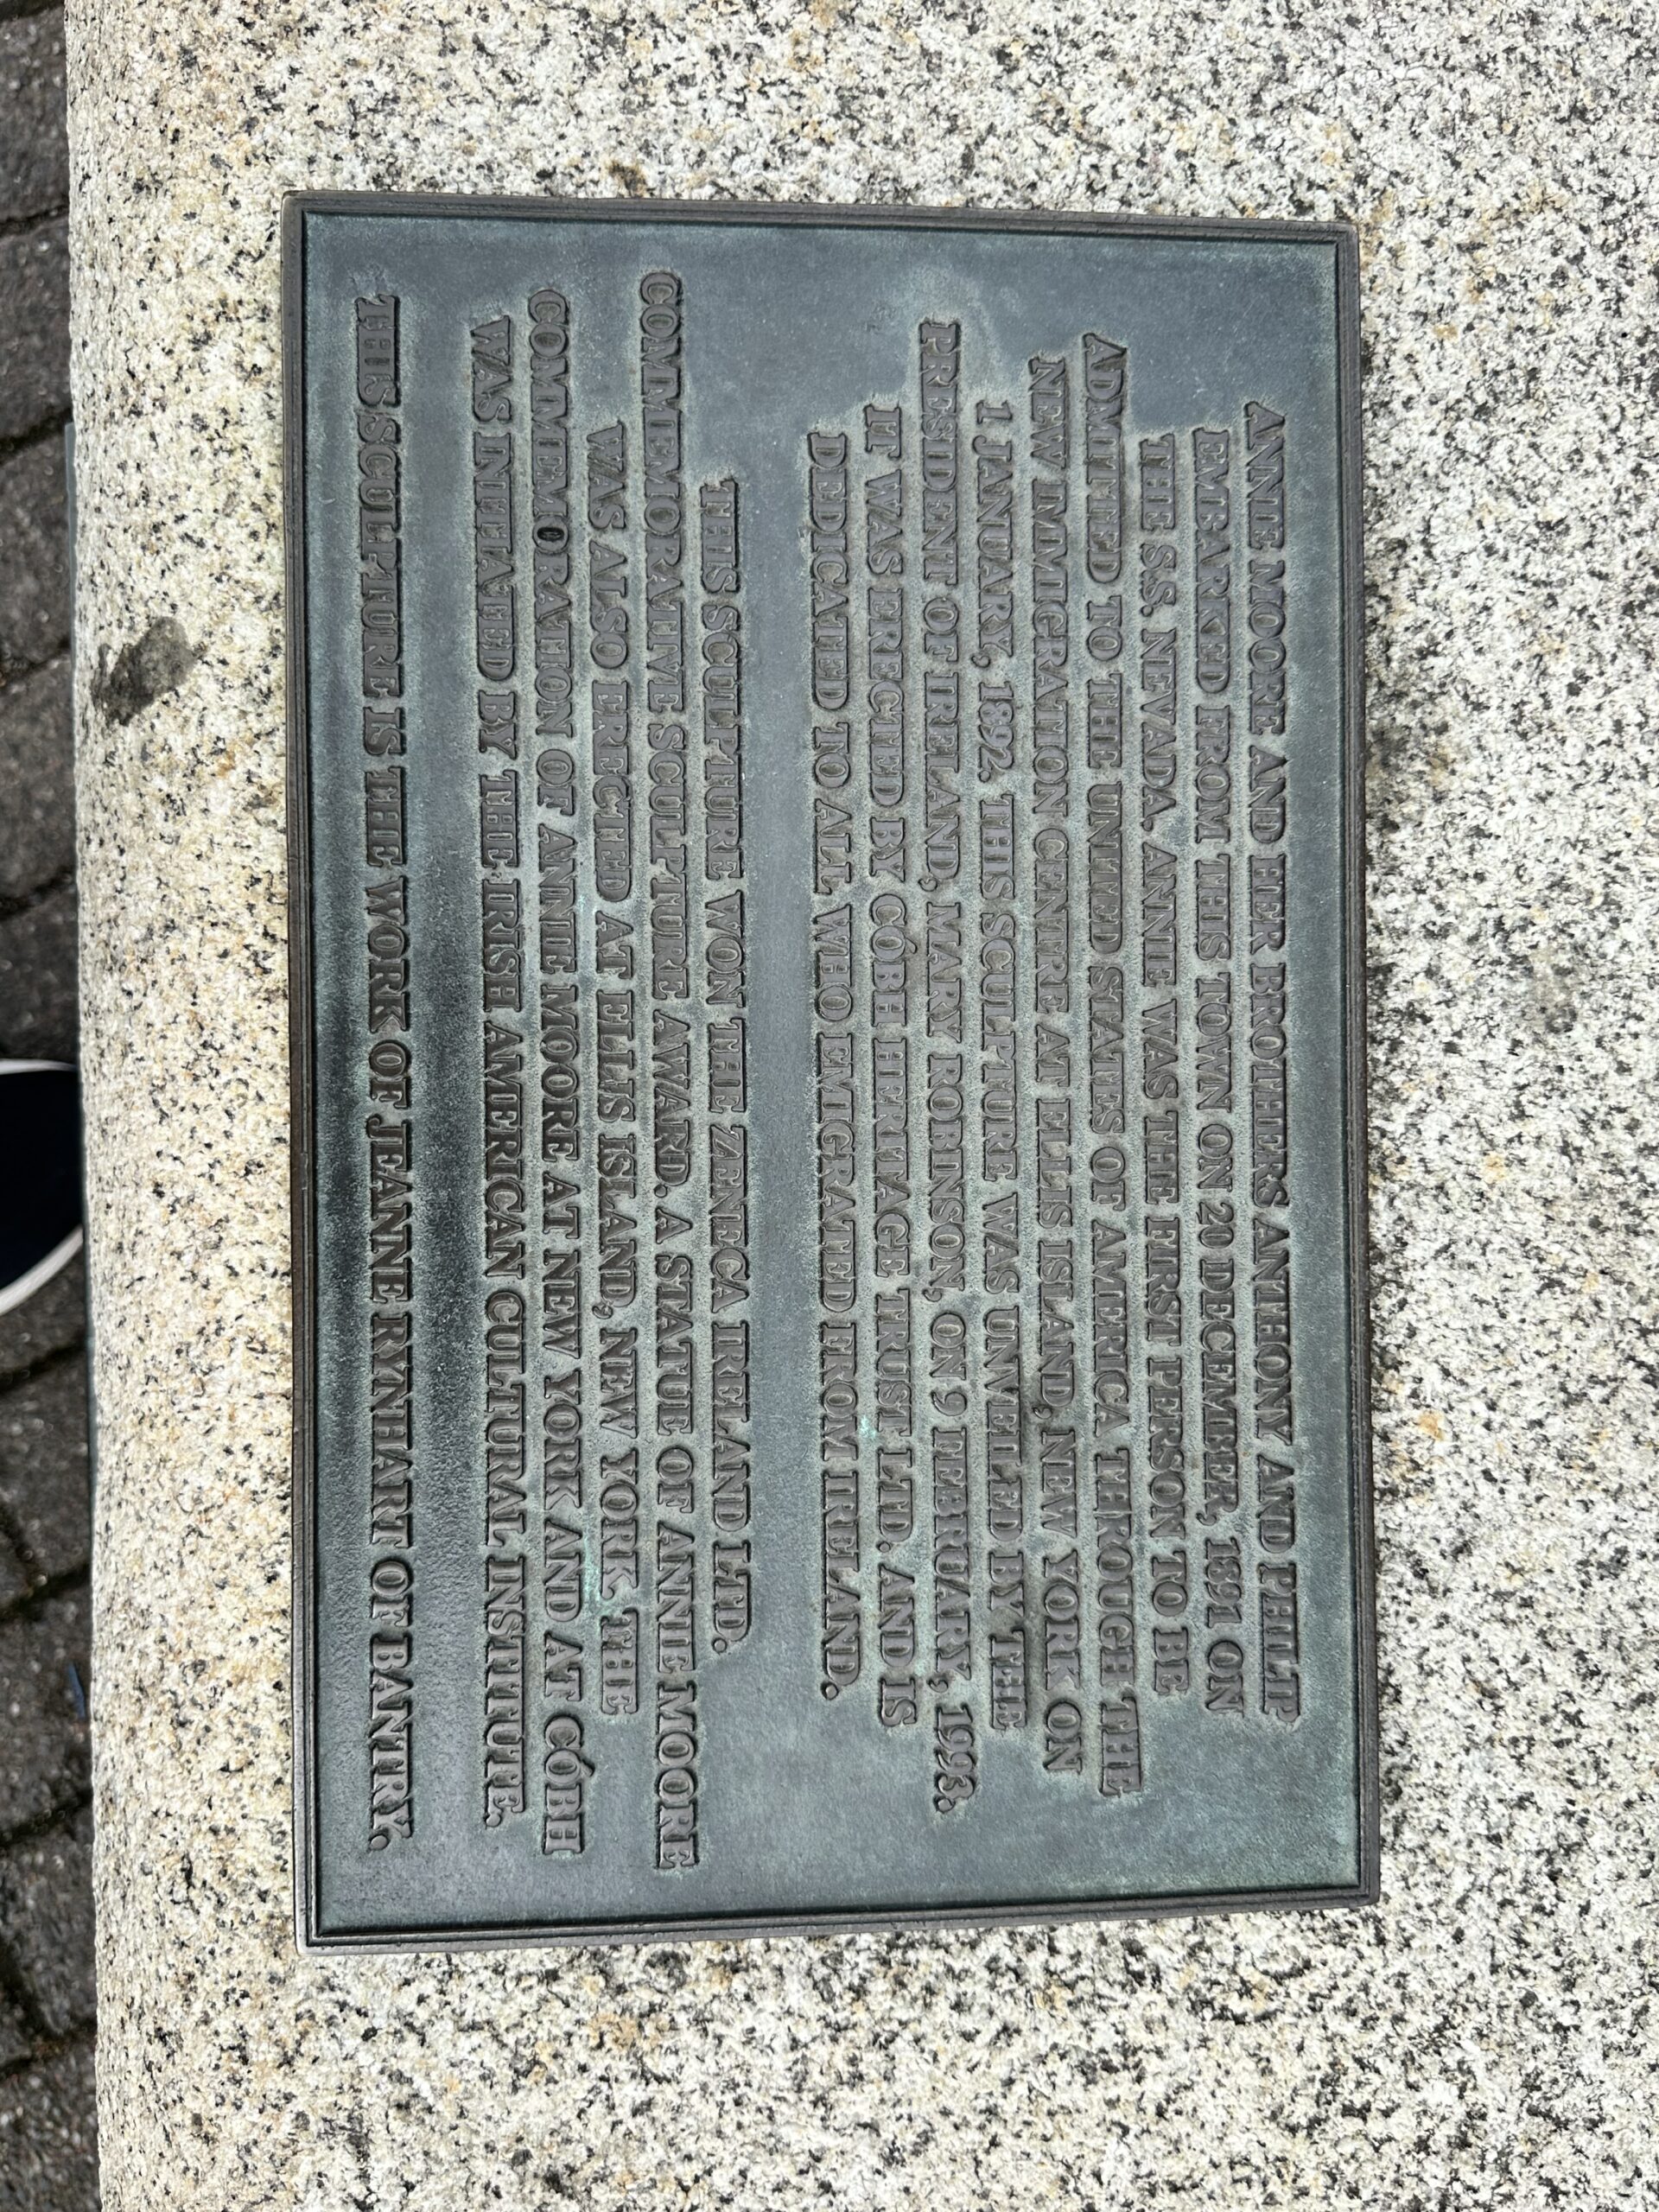 ANNIE MOORE AND HER BROTHERS ANTHONY AND PHILIP
EMBARKED FROM THIS TOWN ON 20 DECEMBER, 1891 ON
THE S.S. NEVADA. ANNIE WAS THE FIRST PERSON TO BE
ADMITTED TO THE UNITED STATES OF AMERICA THROUGH THE
NEW IMMIGRATION CENTRE AT ELLIS ISLAND, NEW YORK ON
1 JANUARY, 1892. THIS SCULPTURE WAS UNVEILED BY THE
PRESIDENT OF IRELAND, MARY ROBINSON, ON 9 FEBRUARY, 1993.
IT WAS ERECTED BY CÓBH HERITAGE TRUST LTD. AND IS
DEDICATED TO ALL WHO EMIGRATED FROM IRELAND.
THIS SCULPTURE WON THE ZENECA IRELAND LTD.
COMMEMORATIVE SCULPTURE AWARD. A STATUE OF ANNIE MOORE
WAS ALSO ERECTED AT ELLIS ISLAND, NEW YORK. THE
COMMEMORATION OF ANNIE MOORE AT NEW YORK AND AT CÓBH
WAS INITIATED BY THE IRISH AMERICAN CULTURAL INSTITUTE.
THIS SCULPTURE IS THE WORK OF JEANNE RYNHART OF BANTRY.